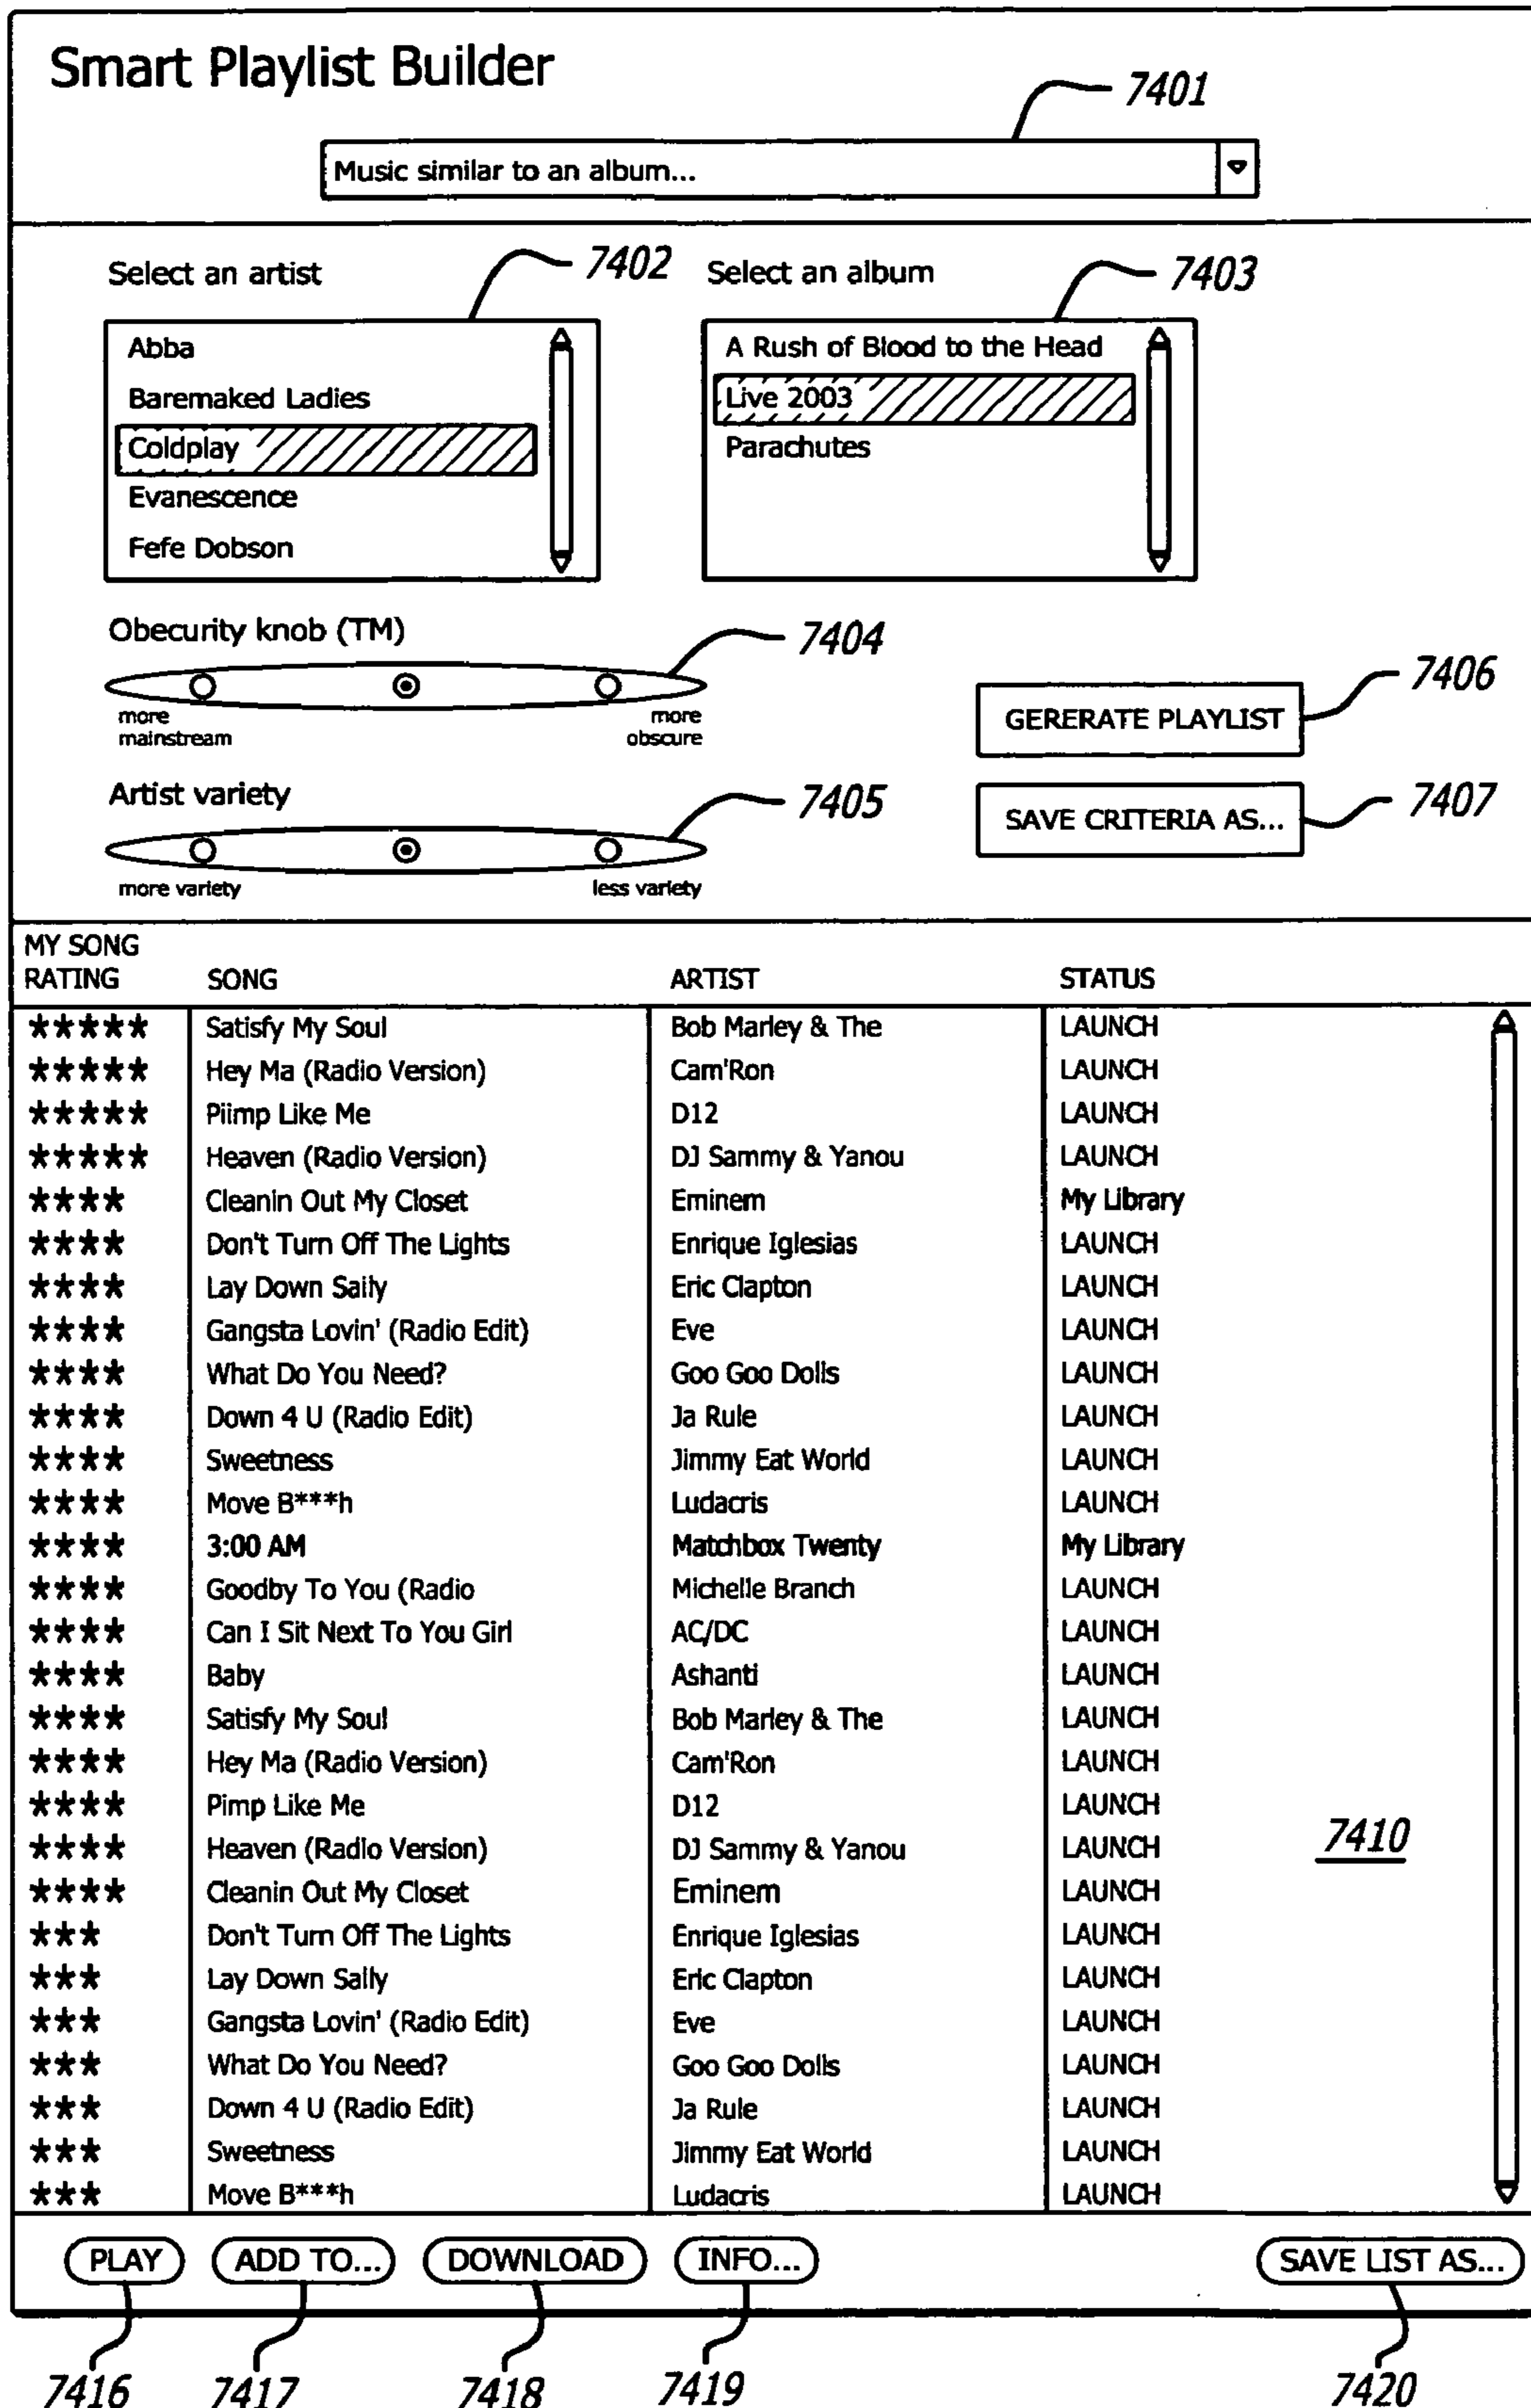 Smart Playlist Builder
7401
Music similar to an album...
Select an artist
7402
Select an album
7403
Abba
Baremaked Ladies
Coldplay
Evanescence
Fefe Dobson
A Rush of Blood to the Head
Live 2003
Parachutes
Obecurity knob (TM)
7404
more mainstream
more obscure
7406
GERERATE PLAYLIST
Artist variety
7405
more variety
less variety
7407
SAVE CRITERIA AS...
MY SONG RATING SONG ARTIST STATUS
★★★★★ Satisfy My Soul Bob Marley & The LAUNCH
★★★★★ Hey Ma (Radio Version) Cam'Ron LAUNCH
★★★★★ Piimp Like Me D12 LAUNCH
★★★★★ Heaven (Radio Version) DJ Sammy & Yanou LAUNCH
★★★★ Cleanin Out My Closet Eminem My Library
★★★★ Don't Turn Off The Lights Enrique Iglesias LAUNCH
★★★★ Lay Down Sally Eric Clapton LAUNCH
★★★★ Gangsta Lovin' (Radio Edit) Eve LAUNCH
★★★★ What Do You Need? Goo Goo Dolls LAUNCH
★★★★ Down 4 U (Radio Edit) Ja Rule LAUNCH
★★★★ Sweetness Jimmy Eat World LAUNCH
★★★★ Move B***h Ludacris LAUNCH
★★★★ 3:00 AM Matchbox Twenty My Library
★★★★ Goodby To You (Radio Michelle Branch LAUNCH
★★★★ Can I Sit Next To You Girl AC/DC LAUNCH
★★★★ Baby Ashanti LAUNCH
★★★★ Satisfy My Soul Bob Marley & The LAUNCH
★★★★ Hey Ma (Radio Version) Cam'Ron LAUNCH
★★★★ Pimp Like Me D12 LAUNCH
★★★★ Heaven (Radio Version) DJ Sammy & Yanou LAUNCH
★★★★ Cleanin Out My Closet Eminem LAUNCH
★★★ Don't Turn Off The Lights Enrique Iglesias LAUNCH
★★★ Lay Down Sally Eric Clapton LAUNCH
★★★ Gangsta Lovin' (Radio Edit) Eve LAUNCH
★★★ What Do You Need? Goo Goo Dolls LAUNCH
★★★ Down 4 U (Radio Edit) Ja Rule LAUNCH
★★★ Sweetness Jimmy Eat World LAUNCH
★★★ Move B***h Ludacris LAUNCH
7410
PLAY ADD TO... DOWNLOAD INFO... SAVE LIST AS...
7416 7417 7418 7419 7420